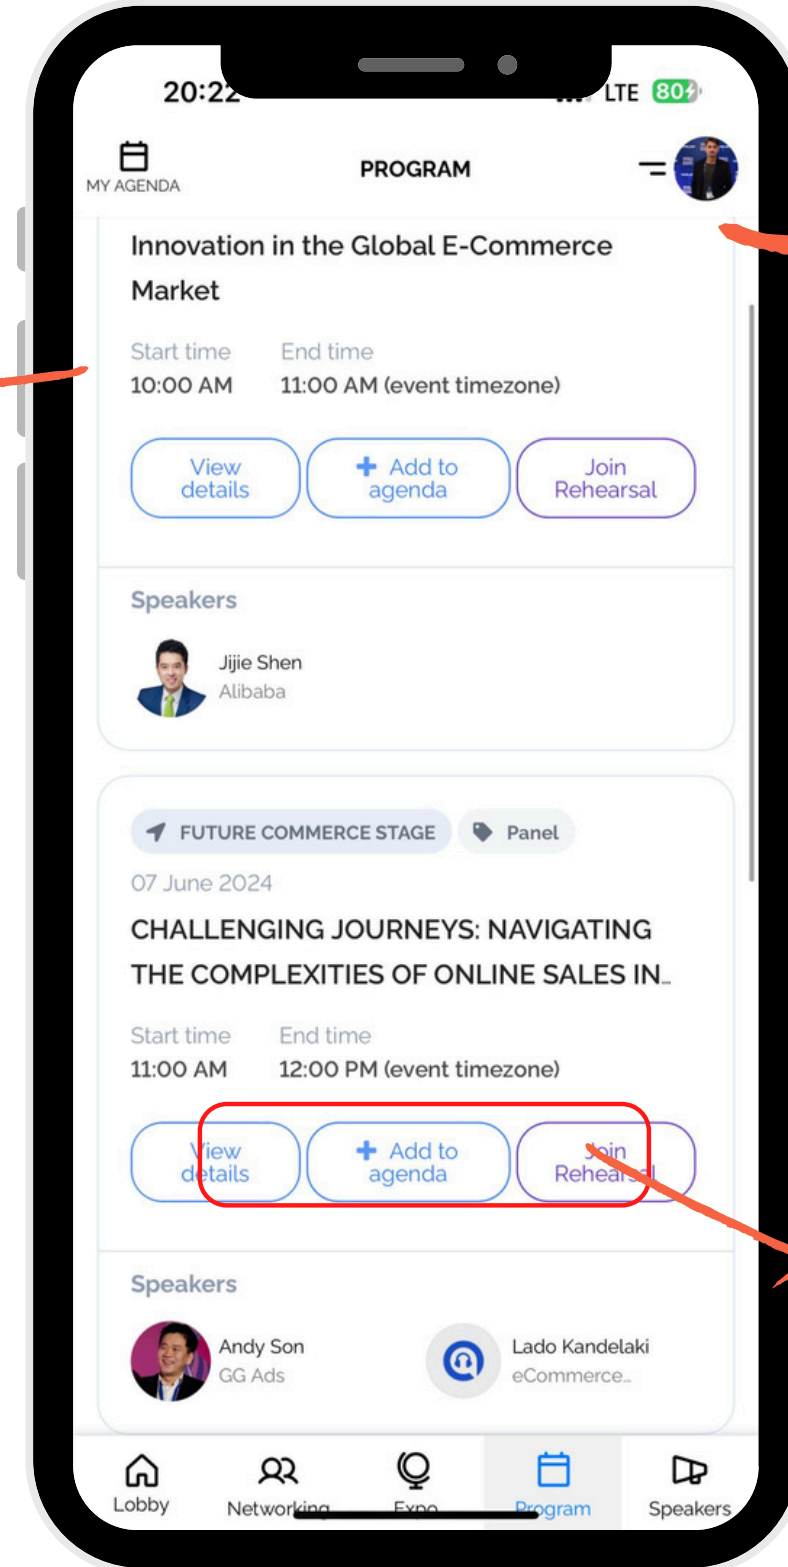 20:22
LTE 80
MY AGENDA
PROGRAM
Innovation in the Global E-Commerce
Market
Start time End time
10:00 AM 11:00 AM (event timezone)
View details
Add to agenda
Join Rehearsal
Speakers
Jijie Shen
Alibaba
FUTURE COMMERCE STAGE Panel
07 June 2024
CHALLENGING JOURNEYS: NAVIGATING
THE COMPLEXITIES OF ONLINE SALES IN...
Start time End time
11:00 AM 12:00 PM (event timezone)
View details
Add to agenda
Join Rehearsal
Speakers
Andy Son
GG Ads
Lado Kandelaki
eCommerce...
Lobby Networking Expo Program Speakers